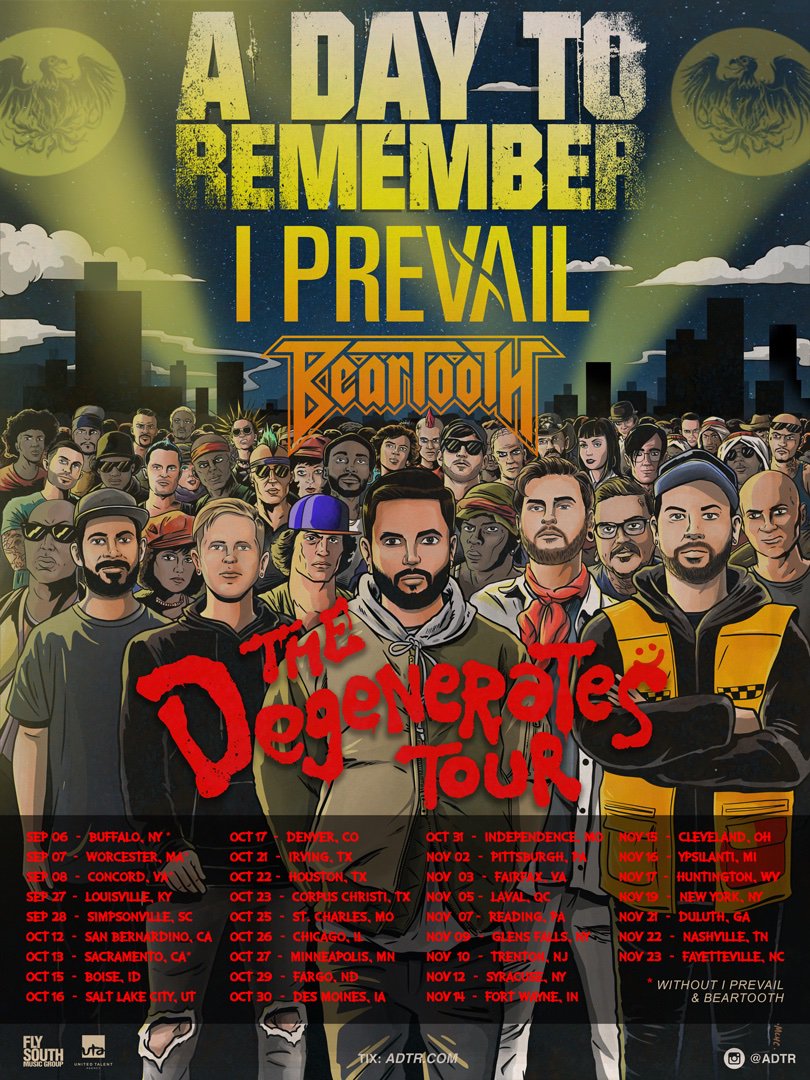 A DAY TO
REMEMBER
I PREVAIL
BEARTOOTH
THE
DegeNeRATeS
TOUR
SEP 06 - BUFFALO, NY *
SEP 07 - WORCESTER, MA
SEP 08 - CONCORD, VA
SEP 27 - LOUISVILLE, KY
SEP 28 - SIMPSONVILLE, SC
OCT 12 - SAN BERNARDINO, CA
OCT 13 - SACRAMENTO, CA*
OCT 15 - BOISE, ID
OCT 16 - SALT LAKE CITY, UT
OCT 17 - DENVER, CO
OCT 21 - IRVING, TX
OCT 22 - HOUSTON, TX
OCT 23 - CORPUS CHRISTI, TX
OCT 25 - ST. CHARLES, MO
OCT 26 - CHICAGO, IL
OCT 27 - MINNEAPOLIS, MN
OCT 29 - FARGO, ND
OCT 30 - DES MOINES, IA
OCT 31 - INDEPENDENCE, MO
NOV 02 - PITTSBURGH, PA
NOV 03 - FAIRFAX, VA
NOV 05 - LAVAL, QC
NOV 07 - READING, PA
NOV 09 - GLENS FALLS, NY
NOV 10 - TRENTON, NJ
NOV 12 - SYRACUSE, NY
NOV 14 - FORT WAYNE, IN
NOV 15 - CLEVELAND, OH
NOV 16 - YPSILANTI, MI
NOV 17 - HUNTINGTON, WV
NOV 19 - NEW YORK, NY
NOV 21 - DULUTH, GA
NOV 22 - NASHVILLE, TN
NOV 23 - FAYETTEVILLE, NC
* WITHOUT I PREVAIL
& BEARTOOTH
FLY
SOUTH
MUSIC GROUP
uta
UNITED TALENT
AGENCY
TIX: ADTR.COM
@ADTR